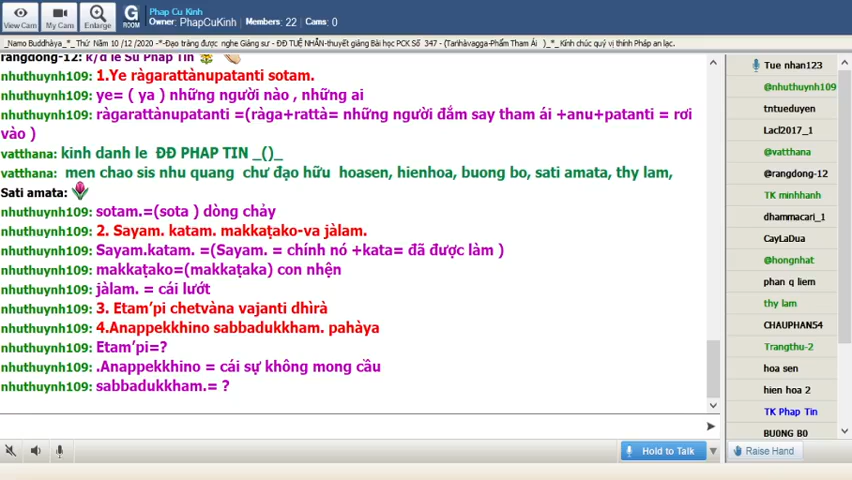 Phap Cu Kinh
Owner: PhapCuKinh Members: 22 Cams: 0
View Cam
My Cam
Enlarge
G
ROOM
_Namo Buddhàya_*_ Thứ Năm 10 /12 /2020 -*-Đạo tràng được nghe Giảng sư - ĐĐ TUỆ NHẪN-thuyết giảng Bài học PCK Số 347 - (Tarihàvagga-Phẩm Tham Ái )_*_ Kính chúc quý vị thính Pháp an lạc.
rangdong-12: k/d le Su Phap Tin
nhuthuynh109: 1.Ye ràgarattànupatanti sotam.
nhuthuynh109: ye= ( ya ) những người nào , những ai
nhuthuynh109: ràgarattànupatanti =(ràga+rattà= những người đắm say tham ái +anu+patanti = rơi
vào )
vatthana: kinh danh le ĐĐ PHAP TIN _()_
vatthana: men chao sis nhu quang chư đạo hữu hoasen, hienhoa, buong bo, sati amata, thy lam,
Sati amata:
nhuthuynh109: sotam.=(sota ) dòng chảy
nhuthuynh109: 2. Sayam. katam. makkaṭako-va jàlam.
nhuthuynh109: Sayam.katam. =(Sayam. = chính nó +kata= đã được làm )
nhuthuynh109: makkaṭako=(makkaṭaka) con nhện
nhuthuynh109: jàlam. = cái lướt
nhuthuynh109: 3. Etam’pi chetvàna vajanti dhìrà
nhuthuynh109: 4.Anappekkhino sabbadukkham. pahàya
nhuthuynh109: Etam’pi=?
nhuthuynh109: .Anappekkhino = cái sự không mong cầu
nhuthuynh109: sabbadukkham.= ?
Hold to Talk
Raise Hand
Tue nhan123
@nhuthuynh109
tntueduyen
Lacl2017_1
@vatthana
@rangdong-12
TK minhhanh
dhammacari_1
CayLaDua
@hongnhat
phan q liem
thy lam
CHAUPHAN54
Trangthu-2
hoa sen
hien hoa 2
TK Phap Tin
BUONG BO